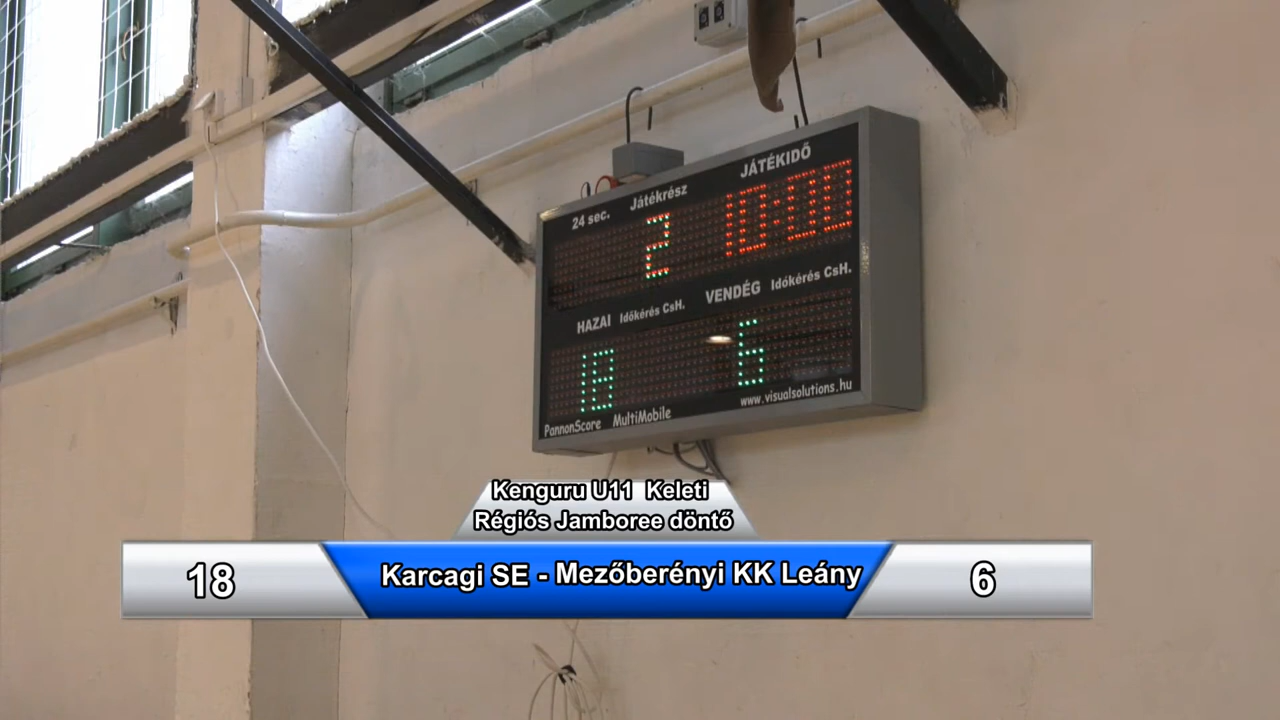 JÁTÉKIDŐ
24 sec. Játékrész
2 10:00
HAZAI Időkérés CsH. VENDÉG Időkérés CsH.
18 6
PannonScore MultiMobile www.visualsolutions.hu
Kenguru U11 Keleti
Régiós Jamboree döntő
18 Karcagi SE - Mezőberényi KK Leány 6